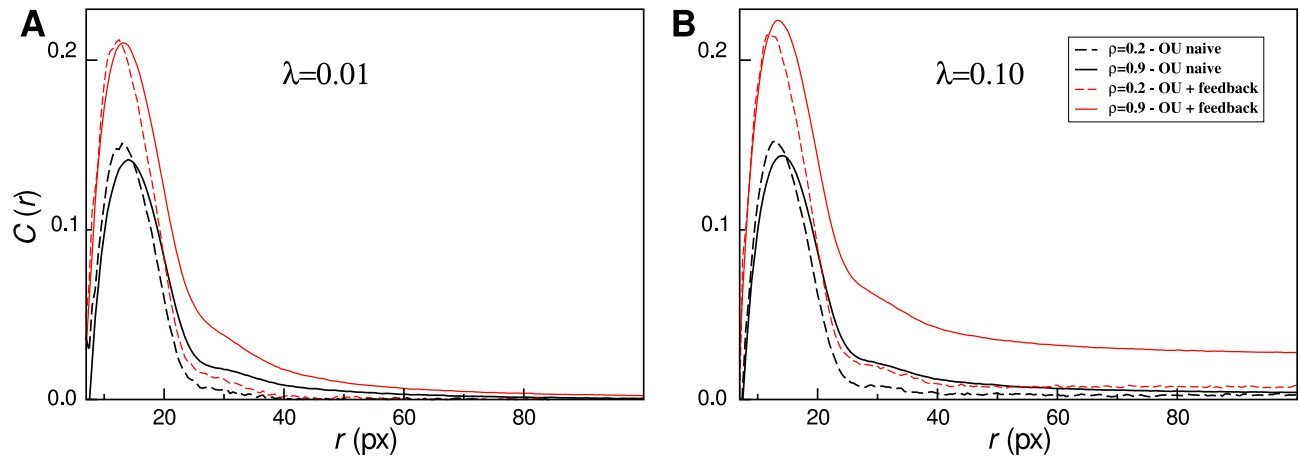 A
B
λ=0.01
λ=0.10
ρ=0.2 - OU naive
ρ=0.9 - OU naive
ρ=0.2 - OU + feedback
ρ=0.9 - OU + feedback
0.2
0.1
0.0
C (r)
20
40
60
80
r (px)
0.2
0.1
0.0
20
40
60
80
r (px)